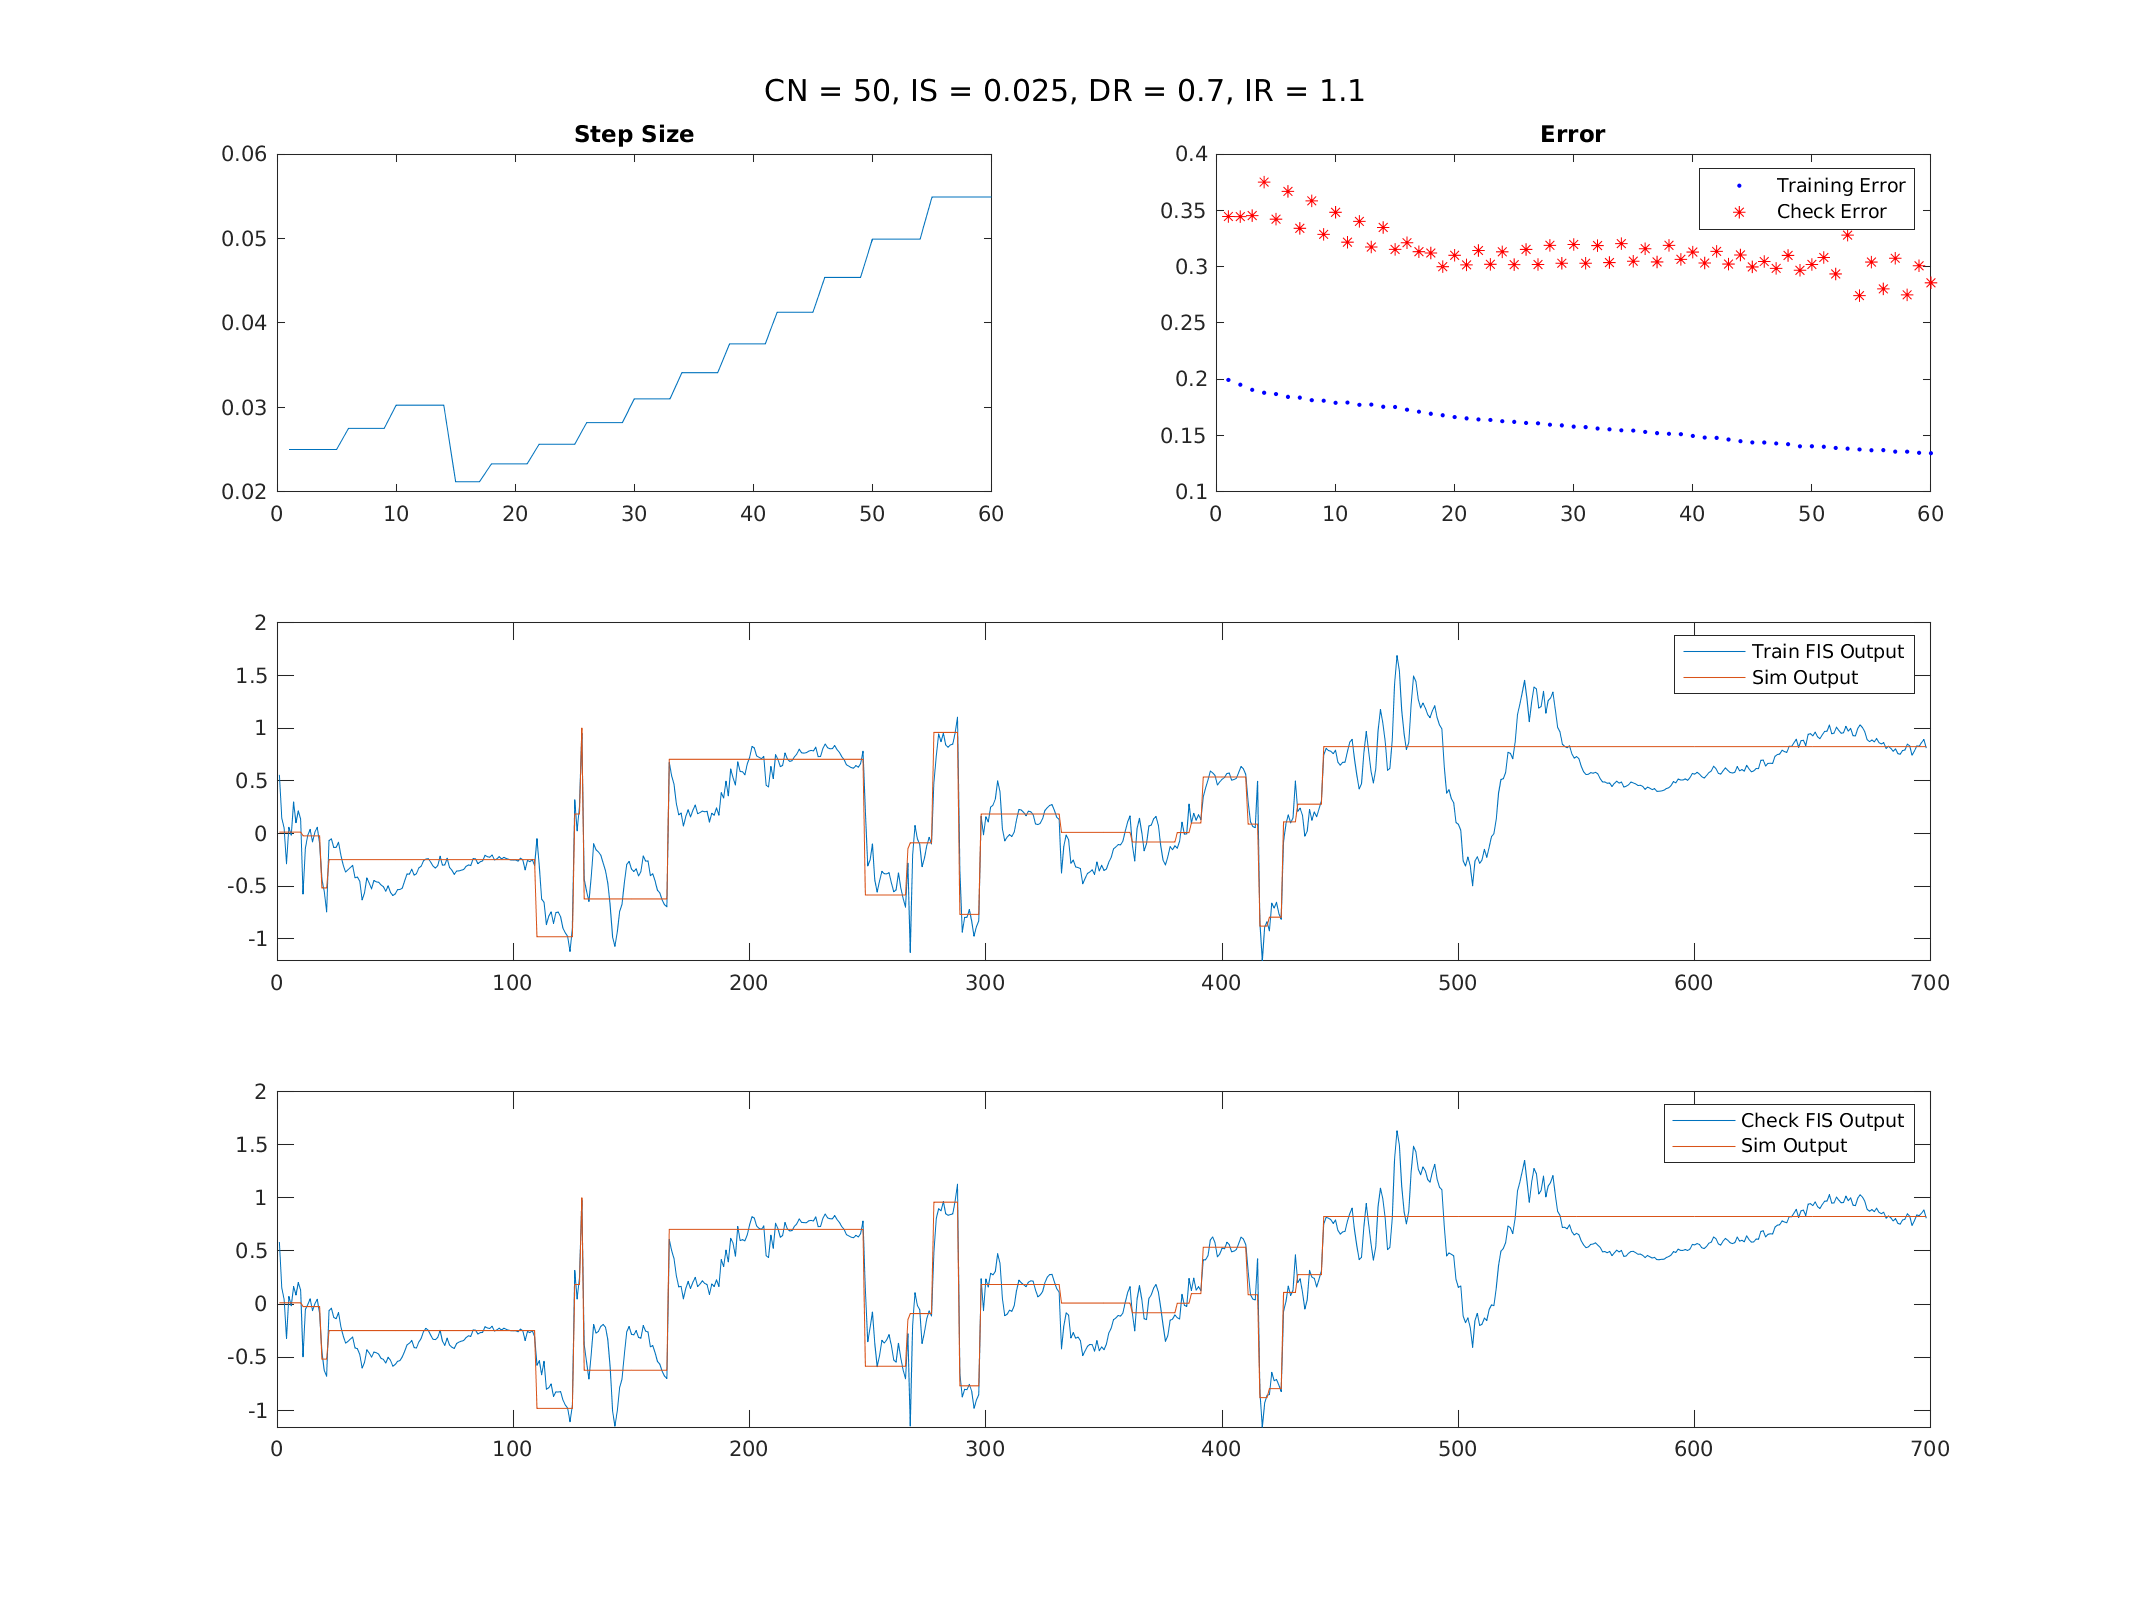 CN = 50, IS = 0.025, DR = 0.7, IR = 1.1
Step Size
0.06
0.05
0.04
0.03
0.02
0 10 20 30 40 50 60
Error
0.4
0.35
0.3
0.25
0.2
0.15
0.1
0 10 20 30 40 50 60
Training Error
Check Error
2
1.5
1
0.5
0
-0.5
-1
0 100 200 300 400 500 600 700
Train FIS Output
Sim Output
2
1.5
1
0.5
0
-0.5
-1
0 100 200 300 400 500 600 700
Check FIS Output
Sim Output